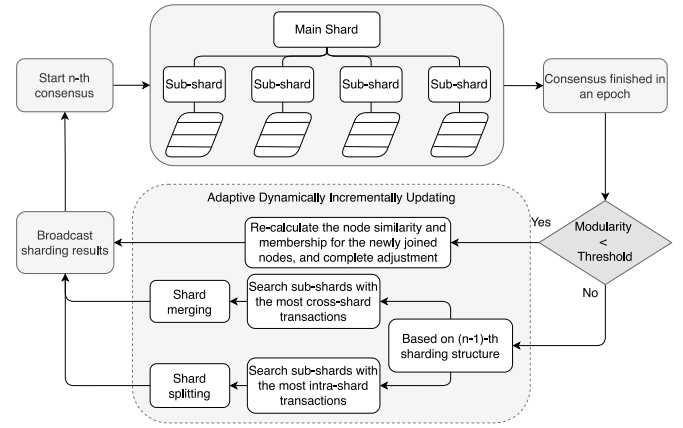 Main Shard
Sub-shard
Sub-shard
Sub-shard
Sub-shard
Start n-th
consensus
Consensus finished in
an epoch
Adaptive Dynamically Incrementally Updating
Re-calculate the node similarity and
membership for the newly joined
nodes, and complete adjustment
Yes
Modularity
<
Threshold
No
Broadcast
sharding results
Shard
merging
Search sub-shards with
the most cross-shard
transactions
Based on (n-1)-th
sharding structure
Shard
splitting
Search sub-shards with
the most intra-shard
transactions